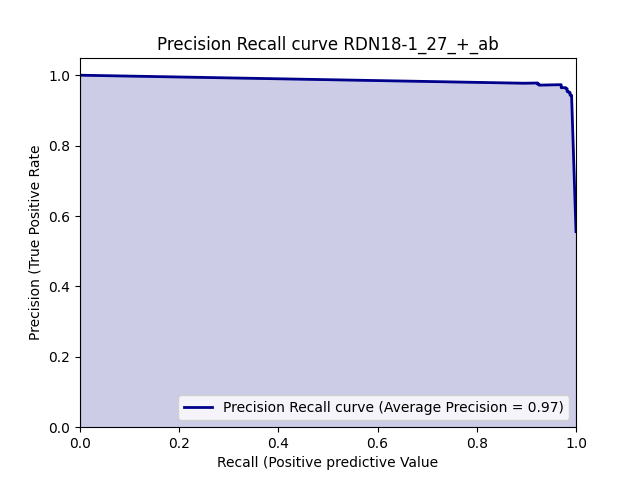 Precision Recall curve RDN18-1_27_+_ab
1.0
0.8
0.6
0.4
0.2
0.0
Precision (True Positive Rate
Precision Recall curve (Average Precision = 0.97)
0.0 0.2 0.4 0.6 0.8 1.0
Recall (Positive predictive Value